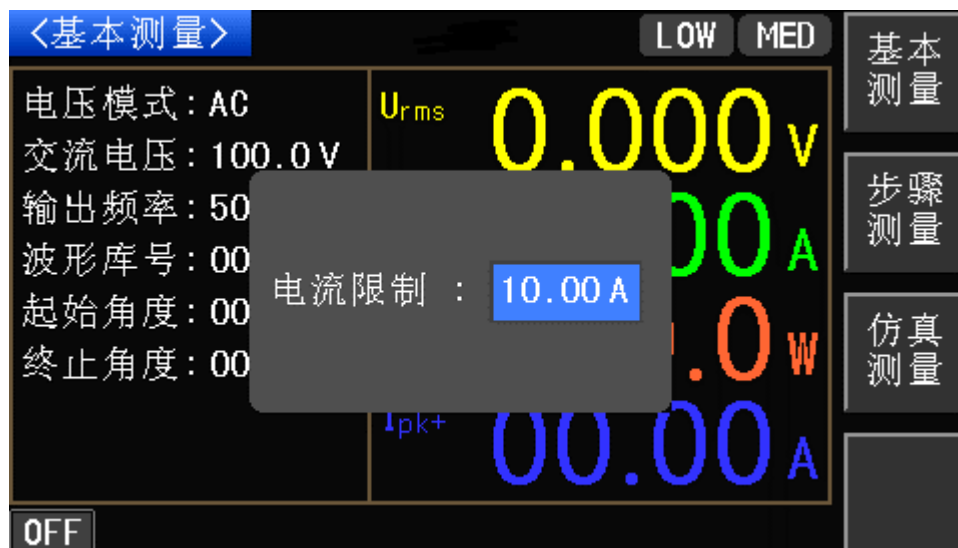 <基本测量>
LOW MED
电压模式:AC
交流电压:100.0V
输出频率:50
波形库号:00
起始角度:00
终止角度:00
Urms 0.000 V
00 A
.0 W
Ipk+ 00.00 A
电流限制 : 10.00A
基本
测量
步骤
测量
仿真
测量
OFF